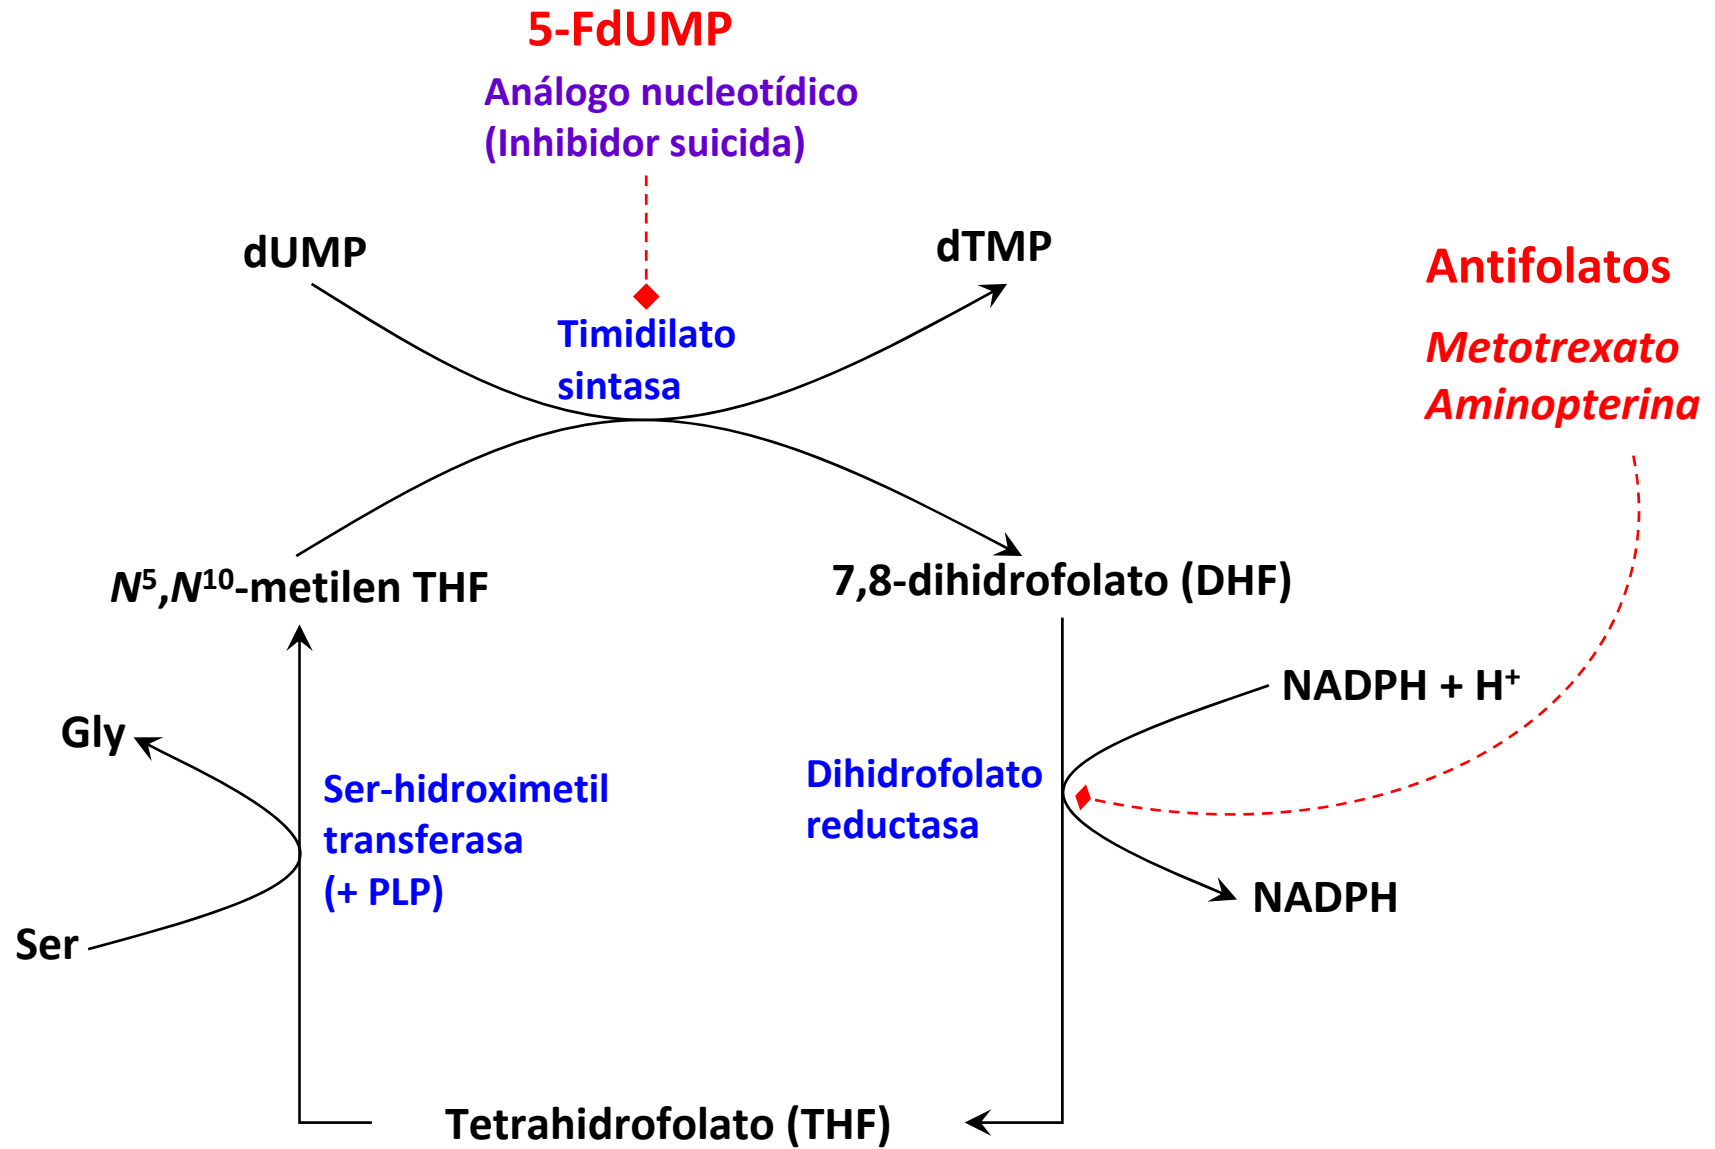 5-FdUMP
Análogo nucleotídico
(Inhibidor suicida)
dUMP
dTMP
Timidilato
sintasa
Antifolatos
Metotrexato
Aminopterina
N⁵,N¹⁰-metilen THF
7,8-dihidrofolato (DHF)
NADPH + H⁺
Gly
Ser-hidroximetil
transferasa
(+ PLP)
Dihidrofolato
reductasa
NADPH
Ser
Tetrahidrofolato (THF)